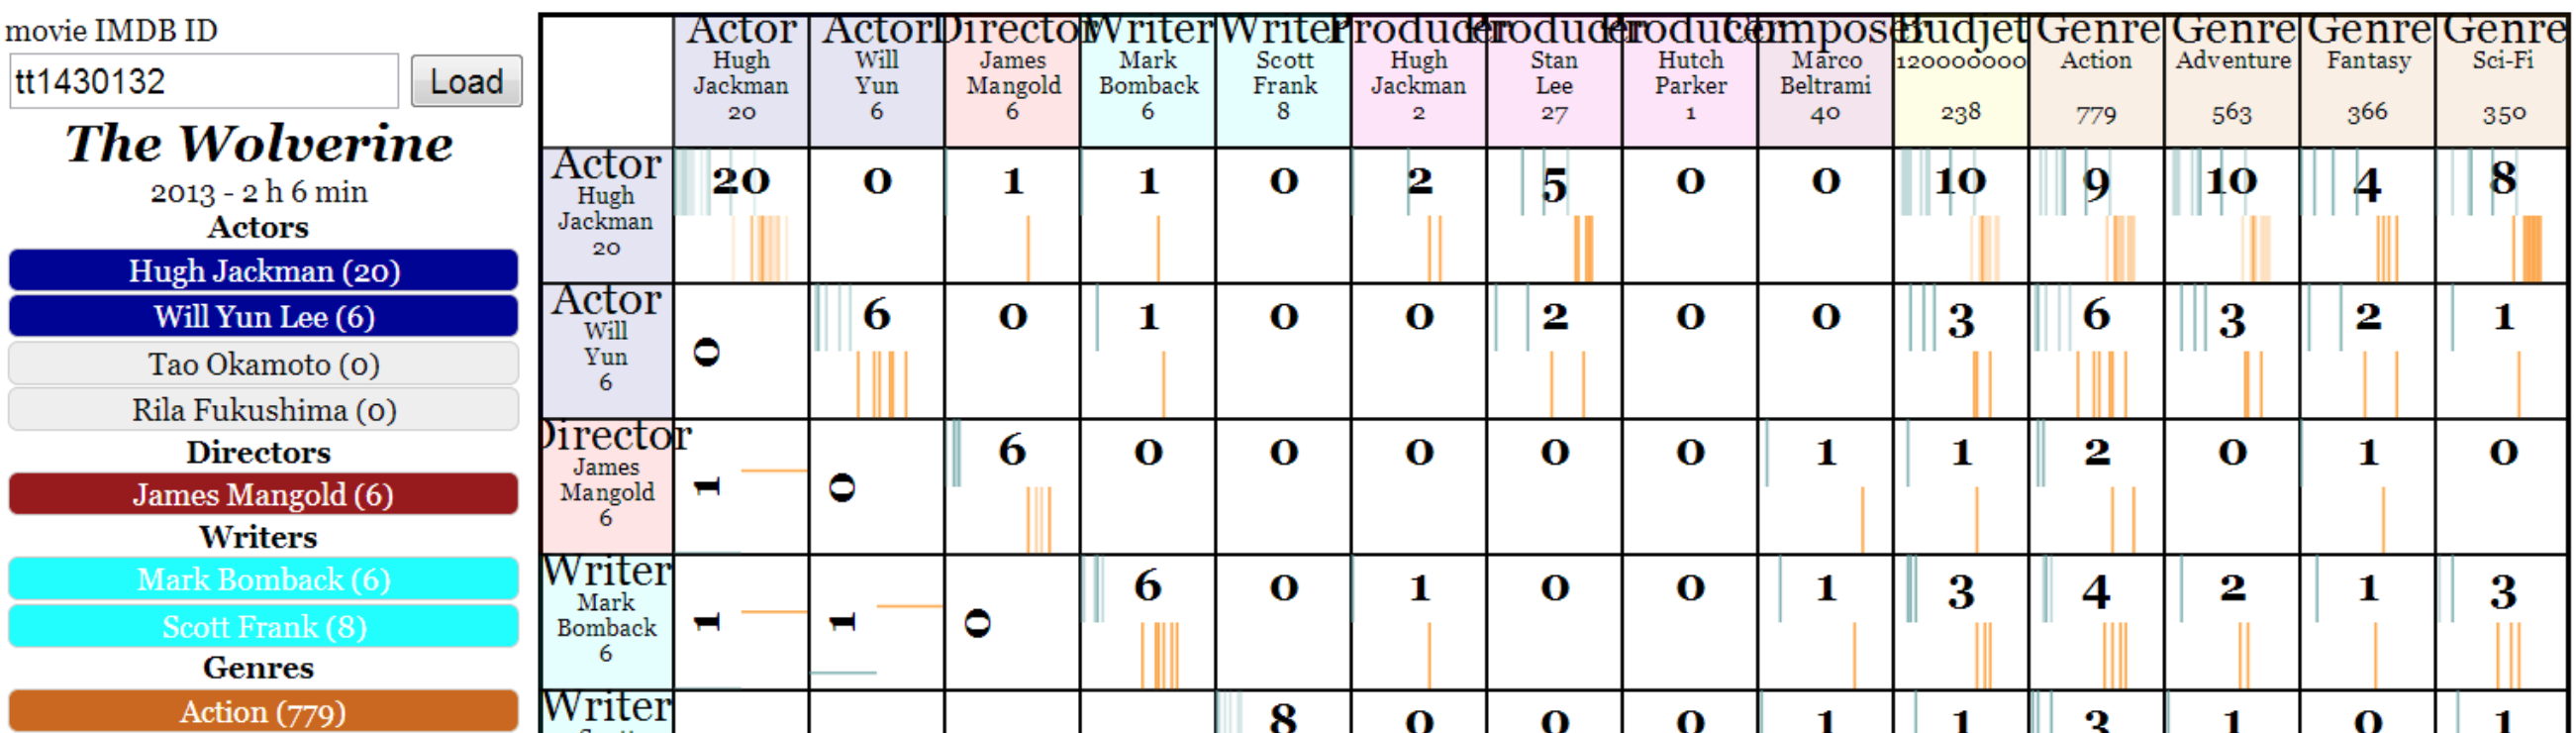 movie IMDB ID
tt1430132 Load
The Wolverine
2013 - 2 h 6 min
Actors
Hugh Jackman (20)
Will Yun Lee (6)
Tao Okamoto (0)
Rila Fukushima (0)
Directors
James Mangold (6)
Writers
Mark Bomback (6)
Scott Frank (8)
Genres
Action (779)
Actor Actor Director Writer Writer Producer Producer Producer Composer Budjet Genre Genre Genre Genre
Hugh Will James Mark Scott Hugh Stan Hutch Marco 120000000 Action Adventure Fantasy Sci-Fi
Jackman Yun Mangold Bomback Frank Jackman Lee Parker Beltrami
20 6 6 6 8 2 27 1 40 238 779 563 366 350
Actor
Hugh
Jackman
20
20 0 1 1 0 2 5 0 0 10 9 10 4 8
Actor
Will
Yun
6
0 6 0 1 0 0 2 0 0 3 6 3 2 1
Director
James
Mangold
6
1 0 6 0 0 0 0 0 1 1 2 0 1 0
Writer
Mark
Bomback
6
1 1 0 6 0 1 0 0 1 3 4 2 1 3
Writer
8 0 0 0 1 1 3 1 0 1